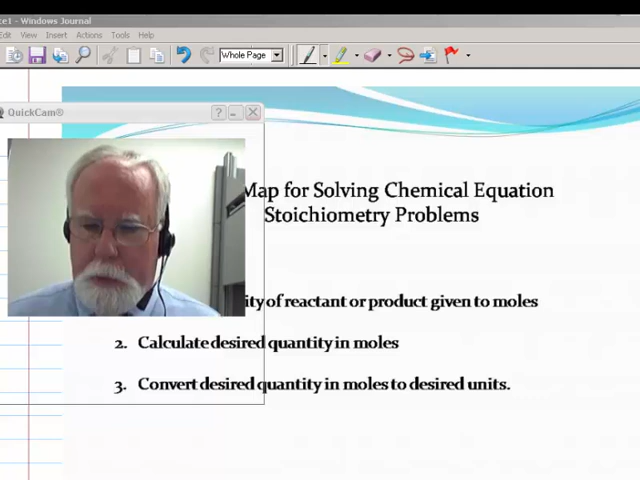 ce1 - Windows Journal
Edit View Insert Actions Tools Help
Whole Page
QuickCam®
Map for Solving Chemical Equation
Stoichiometry Problems
ity of reactant or product given to moles
2. Calculate desired quantity in moles
3. Convert desired quantity in moles to desired units.